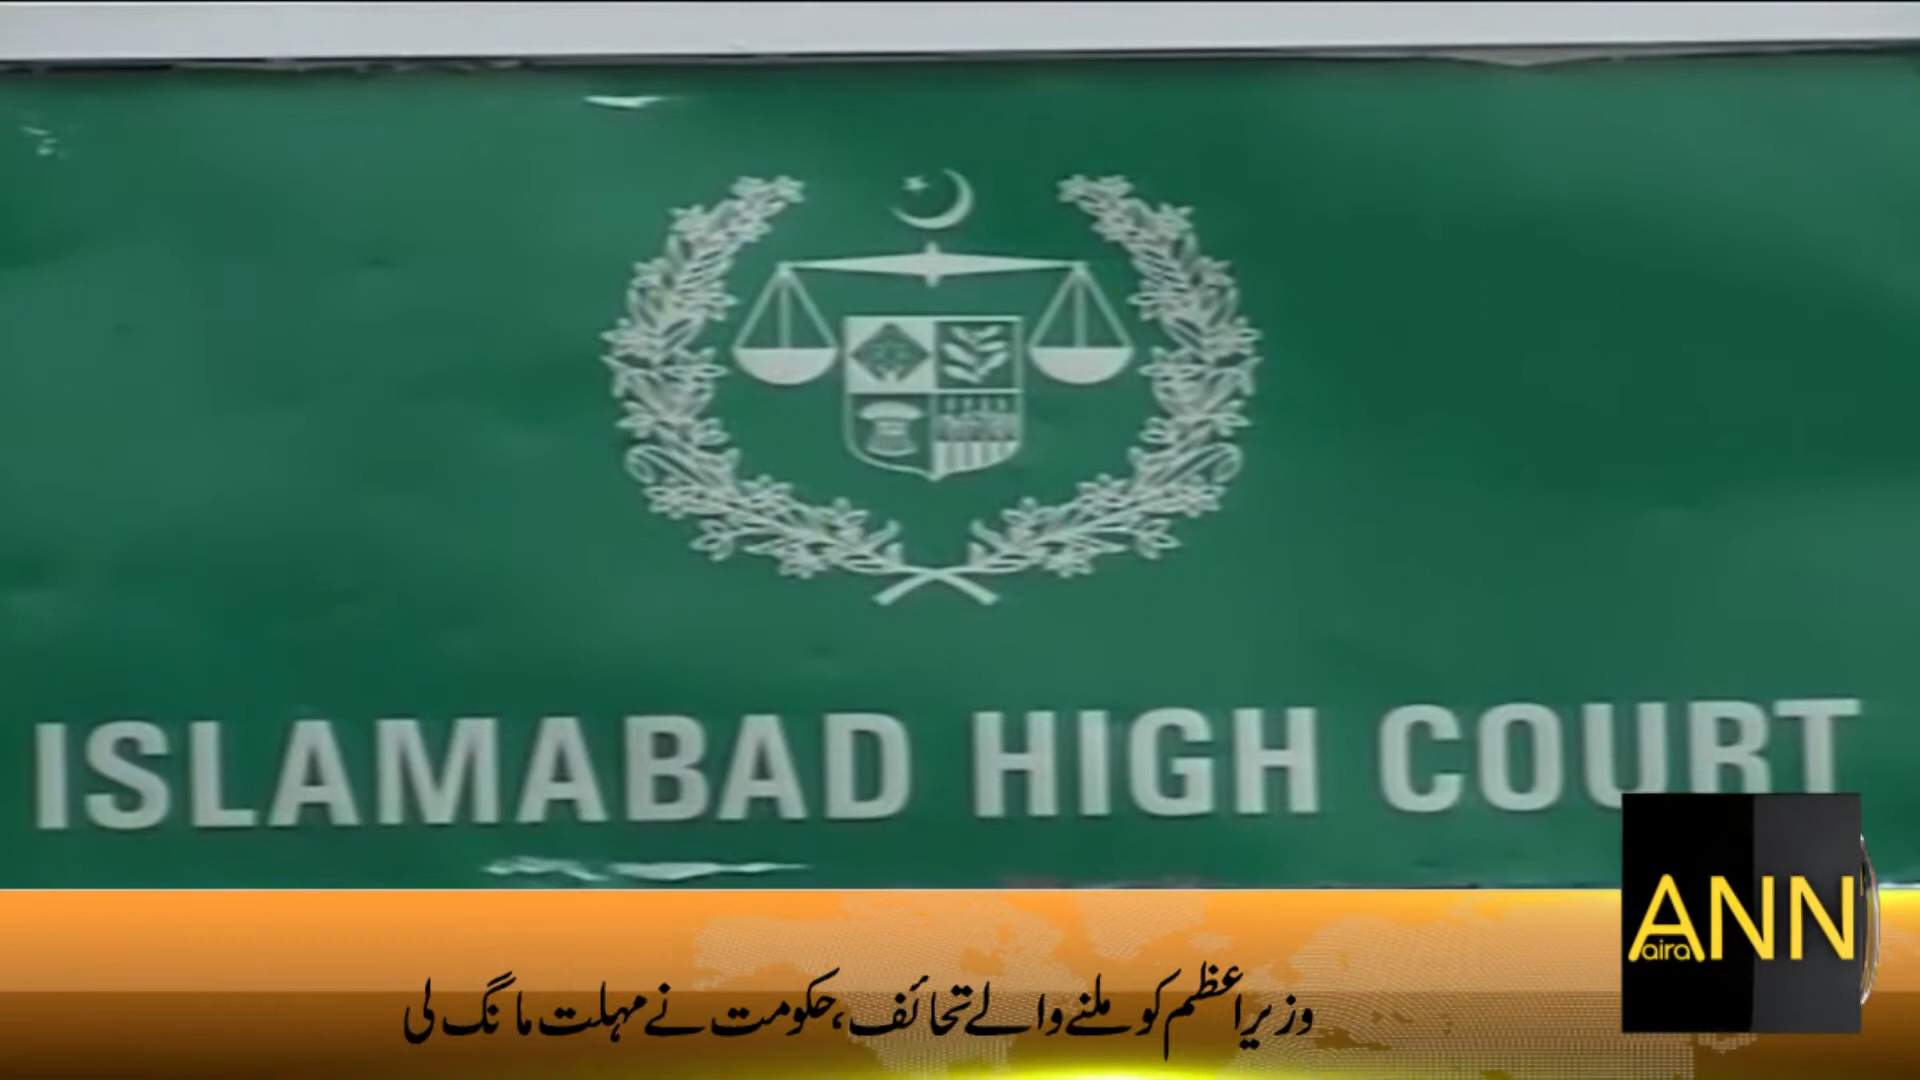 ISLAMABAD HIGH COURT
ANN
aira
وزیراعظم کو ملنے والے تحائف، حکومت نے مہلت مانگ لی